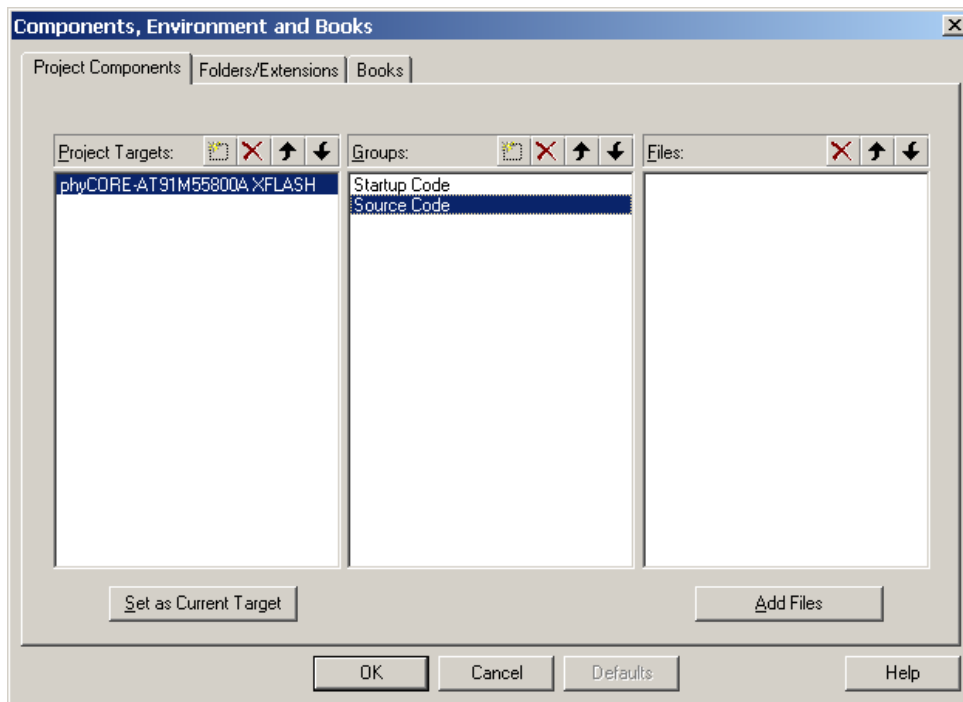 Components, Environment and Books
Project Components Folders/Extensions Books
Project Targets: Groups: Files:
phyCORE-AT91M55800A XFLASH Startup Code
Source Code
Set as Current Target Add Files
OK Cancel Defaults Help